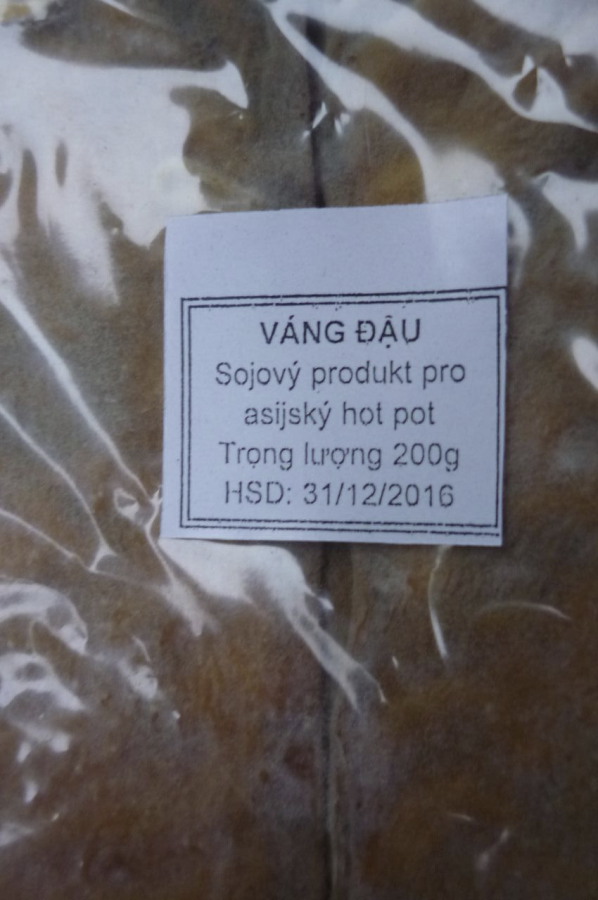 VÁNG ĐẬU
Sojový produkt pro
asijský hot pot
Trọng lượng 200g
HSD: 31/12/2016